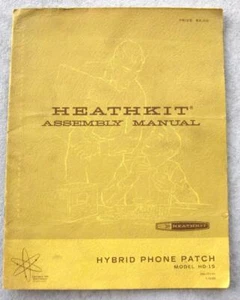 HEATHKIT®
ASSEMBLY MANUAL
HEATHKIT
HYBRID PHONE PATCH
MODEL HD-15